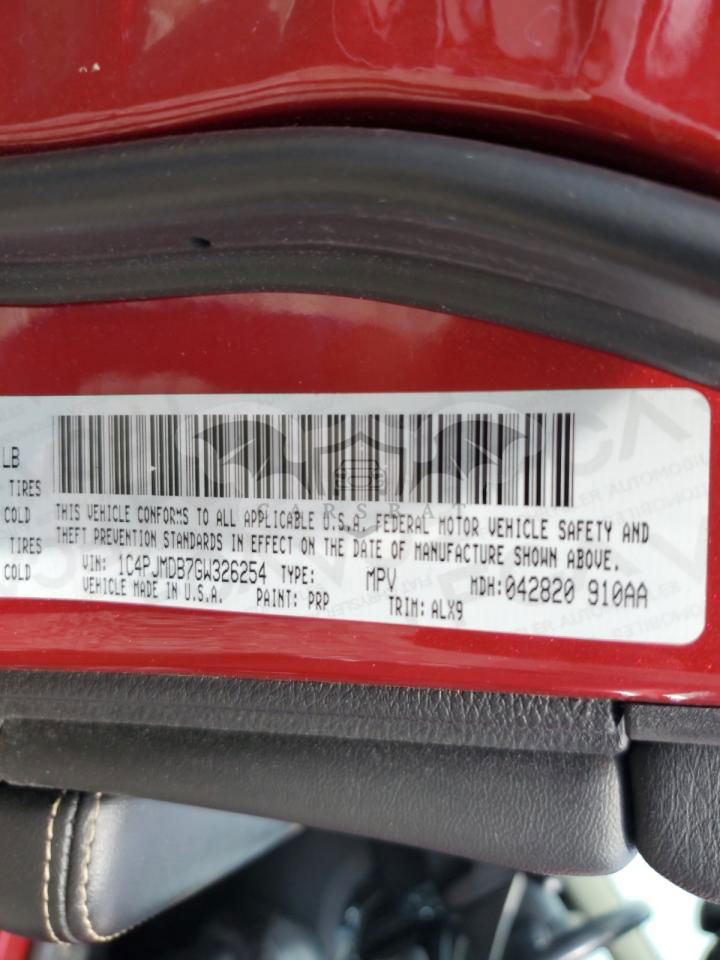 LB
TIRES
COLD
TIRES
COLD
CARSBAT
THIS VEHICLE CONFORMS TO ALL APPLICABLE U.S.A. FEDERAL MOTOR VEHICLE SAFETY AND
THEFT PREVENTION STANDARDS IN EFFECT ON THE DATE OF MANUFACTURE SHOWN ABOVE.
VIN: 1C4PJMDB7GW326254 TYPE: MPV MDH:042820 910AA
VEHICLE MADE IN U.S.A. PAINT: PRP TRIM: ALX9